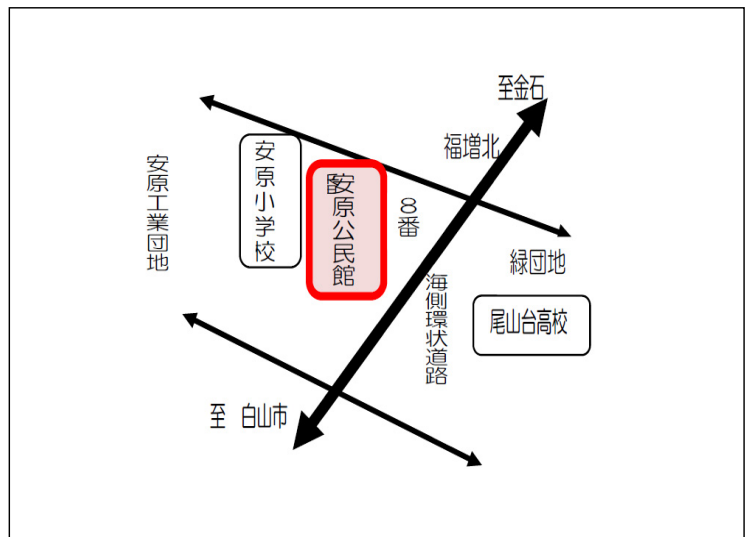 至金石
福増北
安原小学校
安原公民館
8番
安原工業団地
緑団地
海側環状道路
尾山台高校
至 白山市